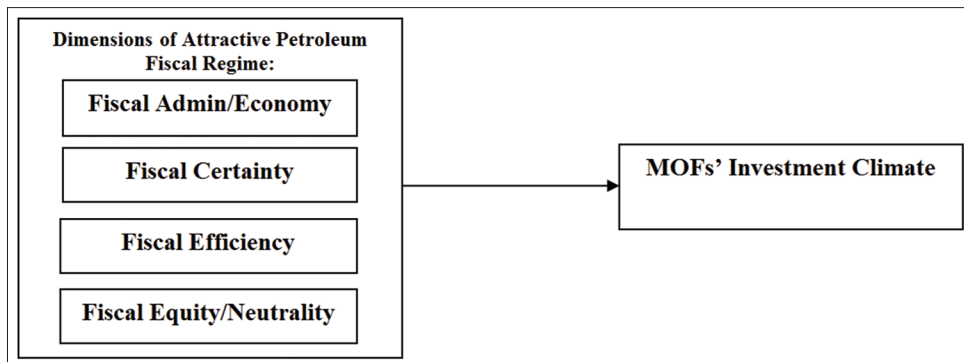 Dimensions of Attractive Petroleum
Fiscal Regime:
Fiscal Admin/Economy
Fiscal Certainty
Fiscal Efficiency
Fiscal Equity/Neutrality
MOFs’ Investment Climate